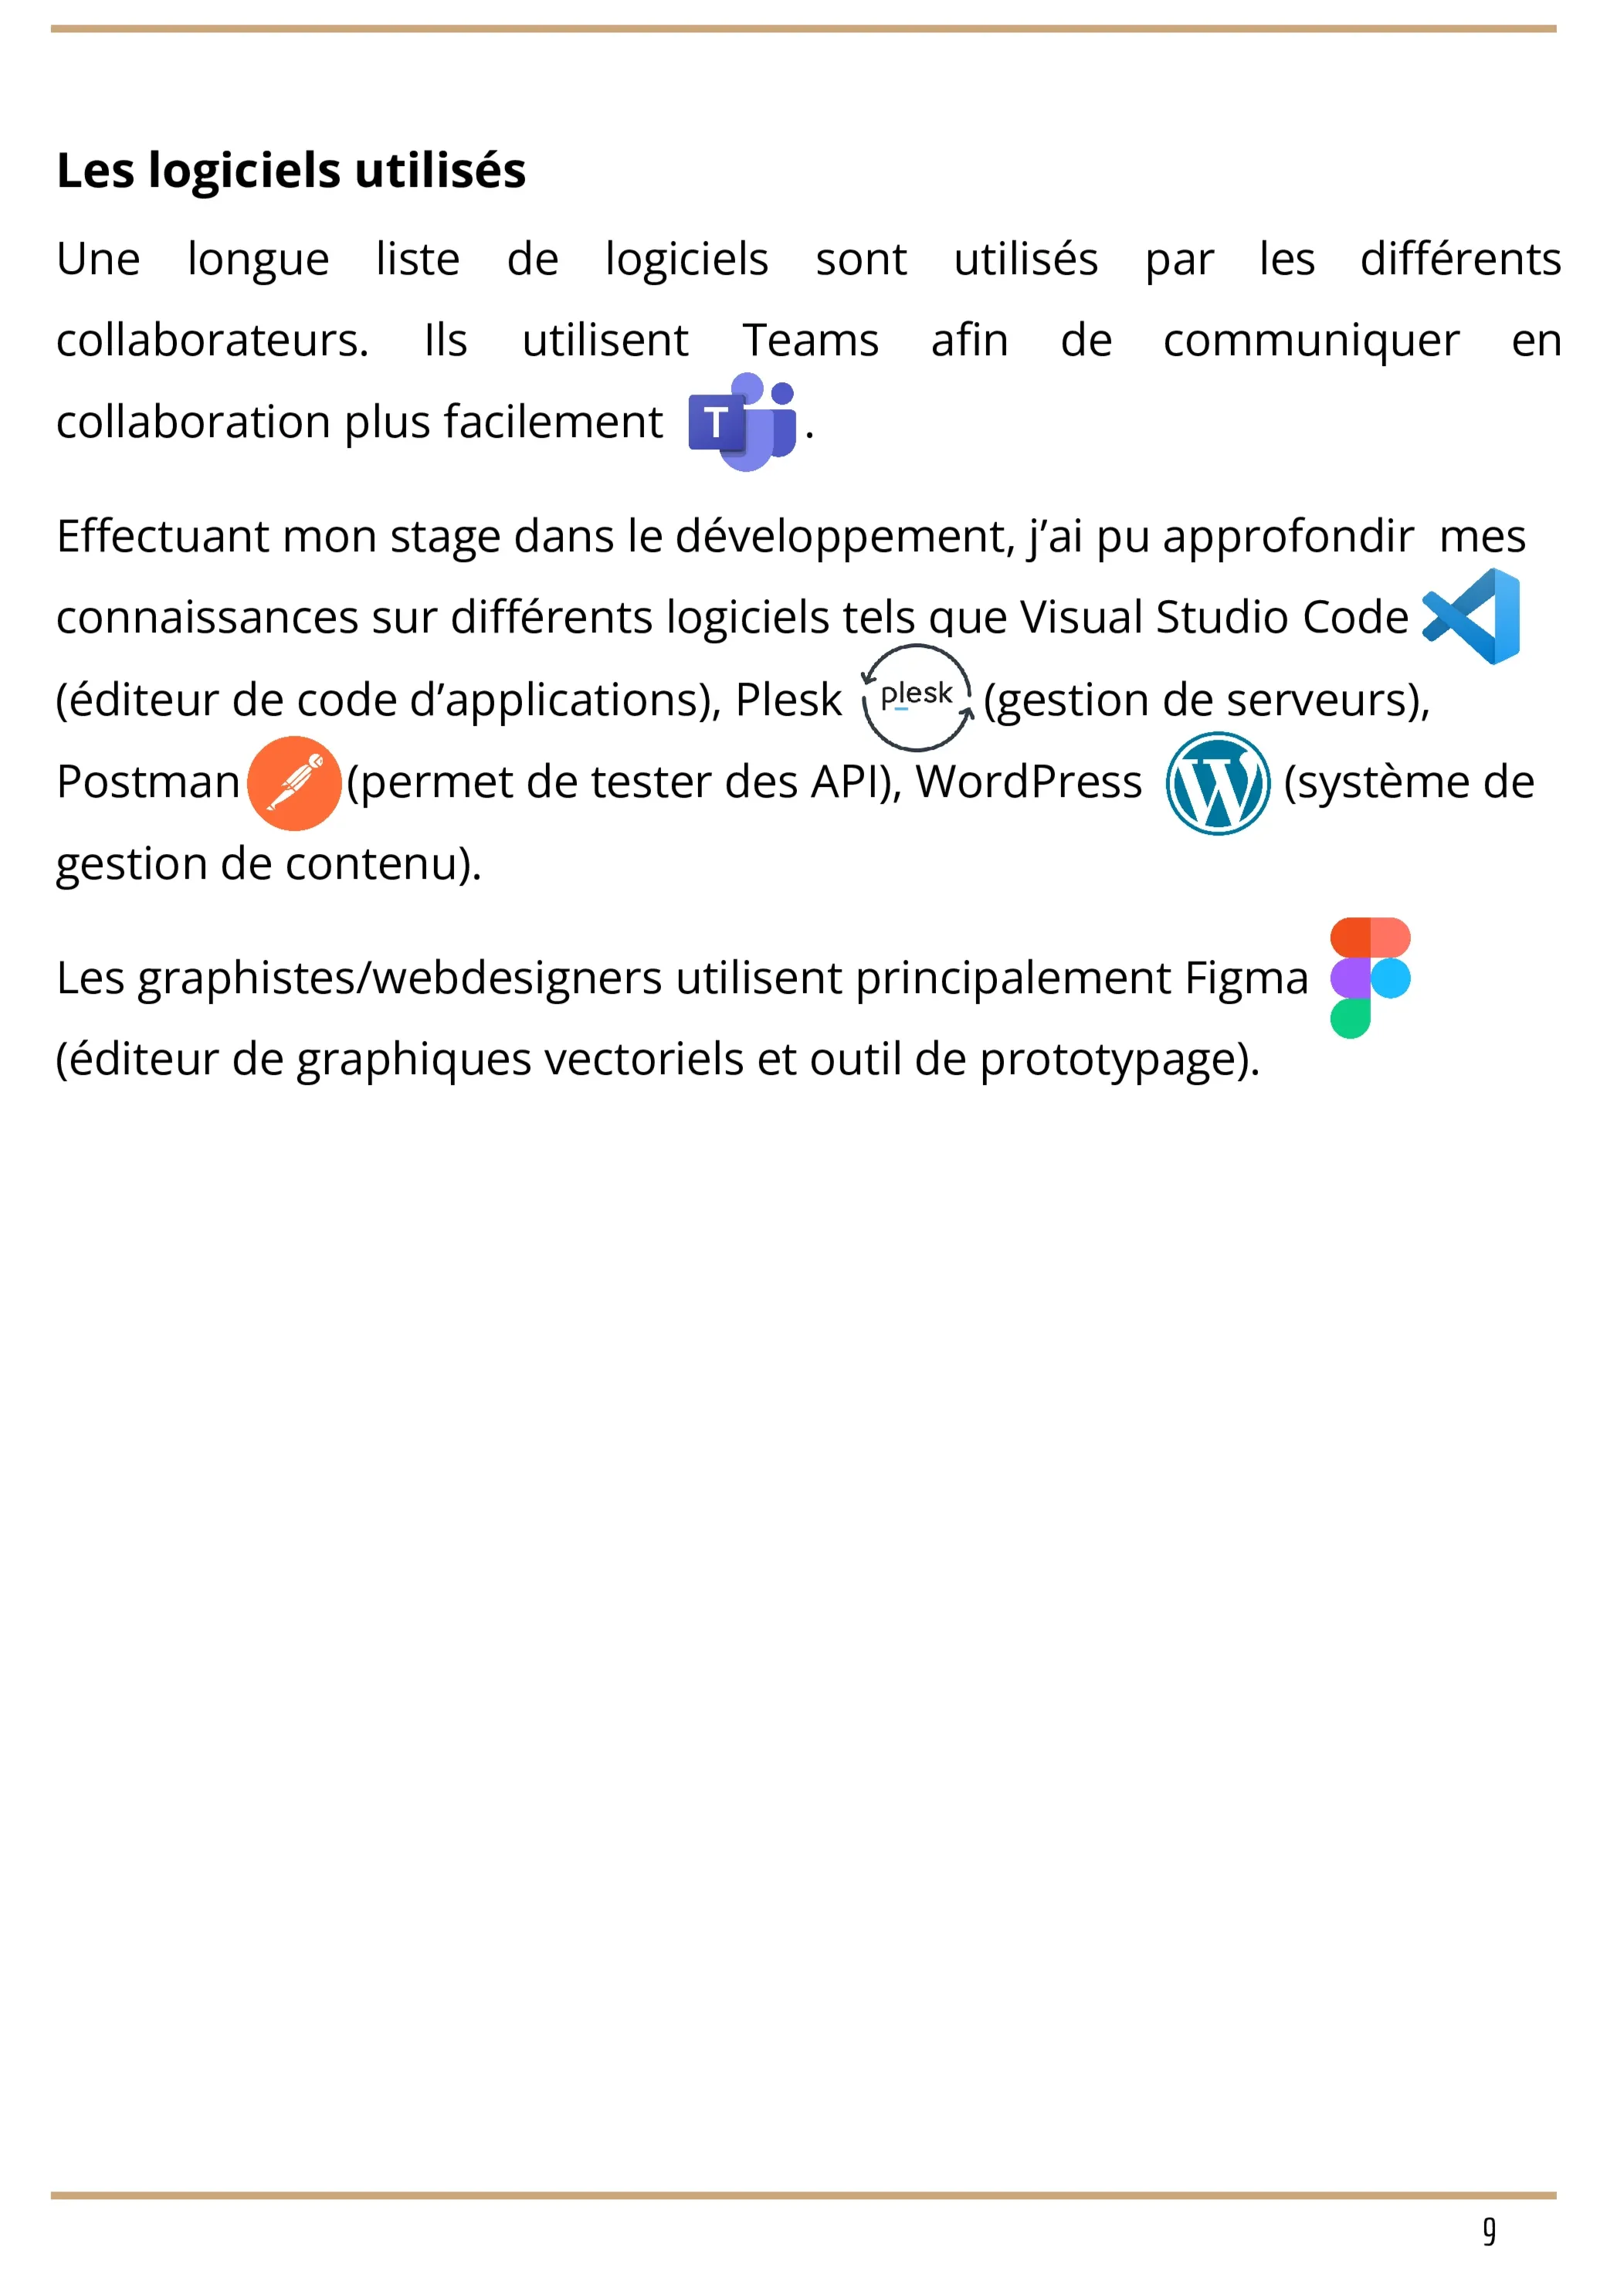 Les logiciels utilisés
Une longue liste de logiciels sont utilisés par les différents
collaborateurs. Ils utilisent Teams afin de communiquer en
collaboration plus facilement T .
Effectuant mon stage dans le développement, j’ai pu approfondir mes
connaissances sur différents logiciels tels que Visual Studio Code
(éditeur de code d’applications), Plesk plesk (gestion de serveurs),
Postman (permet de tester des API), WordPress W (système de
gestion de contenu).
Les graphistes/webdesigners utilisent principalement Figma
(éditeur de graphiques vectoriels et outil de prototypage).
9